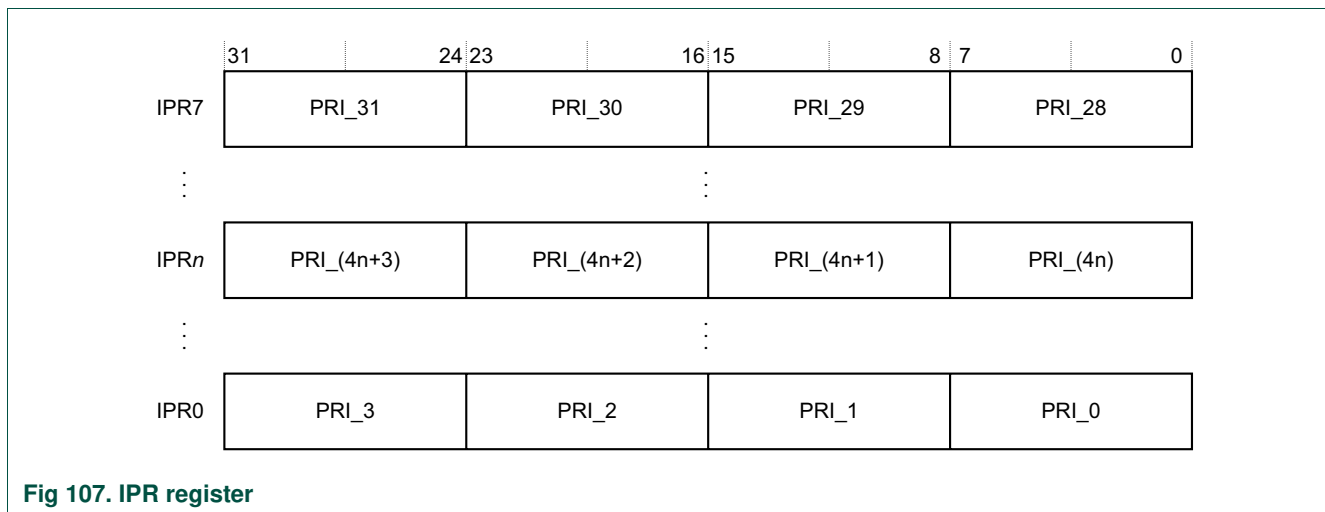 31 24 23 16 15 8 7 0
IPR7 PRI_31 PRI_30 PRI_29 PRI_28
IPRn PRI_(4n+3) PRI_(4n+2) PRI_(4n+1) PRI_(4n)
IPR0 PRI_3 PRI_2 PRI_1 PRI_0
Fig 107. IPR register